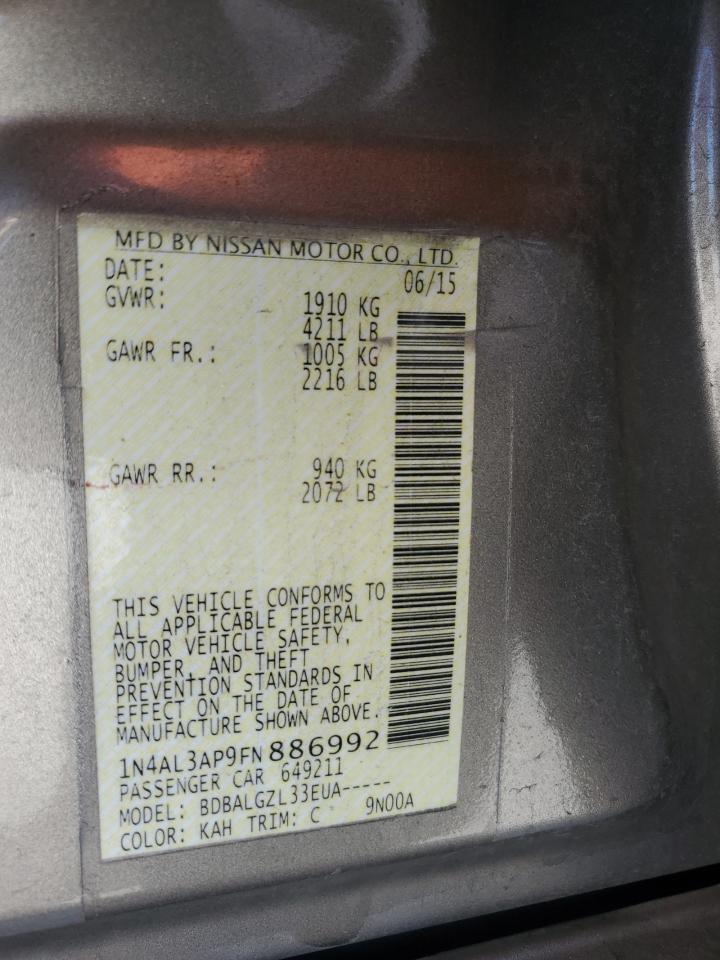 MFD BY NISSAN MOTOR CO., LTD.
DATE: 06/15
GVWR: 1910 KG
4211 LB
GAWR FR.: 1005 KG
2216 LB
GAWR RR.: 940 KG
2072 LB
THIS VEHICLE CONFORMS TO
ALL APPLICABLE FEDERAL
MOTOR VEHICLE SAFETY,
BUMPER, AND THEFT
PREVENTION STANDARDS IN
EFFECT ON THE DATE OF
MANUFACTURE SHOWN ABOVE.
1N4AL3AP9FN 886992
PASSENGER CAR 649211
MODEL: BDBALGZL33EUA-----
COLOR: KAH TRIM: C 9N00A